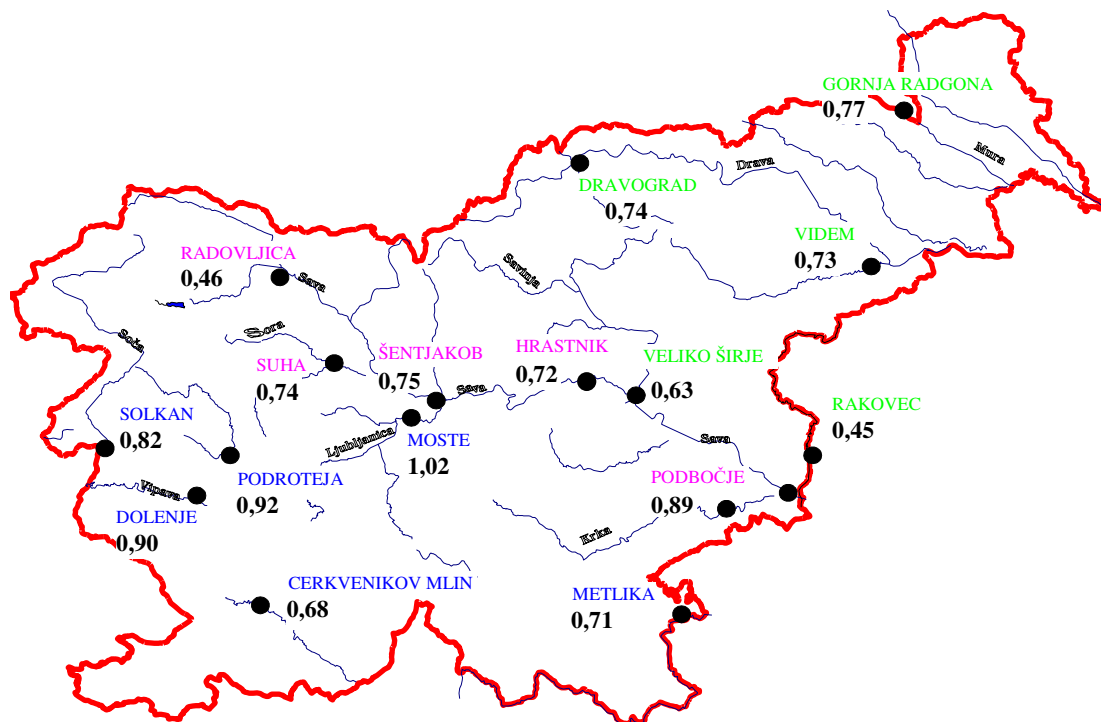 GORNJA RADGONA
0,77
Mura
Drava
DRAVOGRAD
0,74
VIDEM
0,73
RADOVLJICA
0,46
Sava
Savinja
Soča
Sora
SUHA
0,74
ŠENTJAKOB
0,75
Sava
HRASTNIK
0,72
VELIKO ŠIRJE
0,63
RAKOVEC
0,45
SOLKAN
0,82
Ljubljanica
MOSTE
1,02
Sava
PODROTEJA
0,92
Vipava
DOLENJE
0,90
PODBOČJE
0,89
Krka
CERKVENIKOV MLIN
0,68
METLIKA
0,71